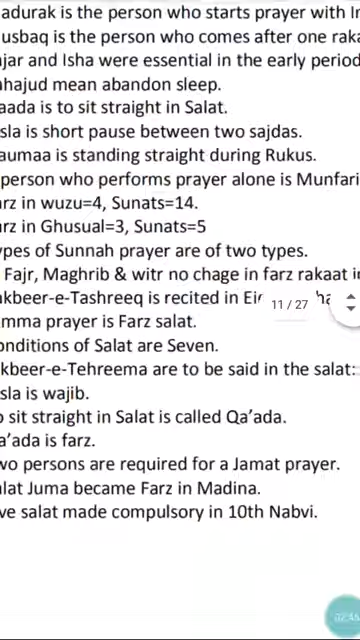 adurak is the person who starts prayer with
usbaq is the person who comes after one
jar and Isha were essential in the early period
ahajud mean abandon sleep.
aada is to sit straight in Salat.
sla is short pause between two sajdas.
aumaa is standing straight during Rukus.
person who performs prayer alone is Munfari
arz in wuzu=4, Sunats=14.
arz in Ghusual=3, Sunats=5
ypes of Sunnah prayer are of two types.
Fajr, Maghrib & witr no chage in farz rakaat
akbeer-e-Tashreeq is recited in
11 / 27
mma prayer is Farz salat.
onditions of Salat are Seven.
kbeer-e-Tehreema are to be said in the salat:
sla is wajib.
o sit straight in Salat is called Qa’ada.
a’ada is farz.
wo persons are required for a Jamat prayer.
alat Juma became Farz in Madina.
ve salat made compulsory in 10th Nabvi.